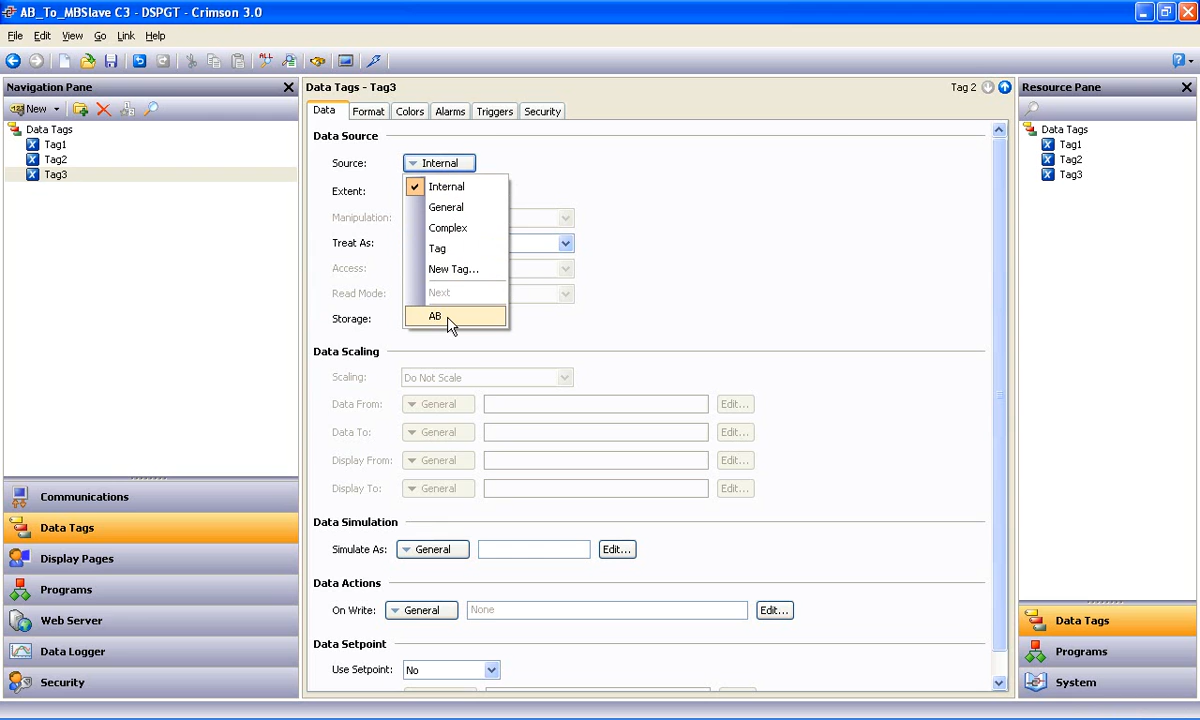 AB_To_MBSlave C3 - DSPGT - Crimson 3.0
File Edit View Go Link Help
Navigation Pane
New
Data Tags
Tag1
Tag2
Tag3
Communications
Data Tags
Display Pages
Programs
Web Server
Data Logger
Security
Data Tags - Tag3
Tag 2
Data Format Colors Alarms Triggers Security
Data Source
Source: Internal
Internal
General
Complex
Tag
New Tag...
Next
AB
Extent:
Manipulation:
Treat As:
Access:
Read Mode:
Storage:
Data Scaling
Scaling: Do Not Scale
Data From: General Edit...
Data To: General Edit...
Display From: General Edit...
Display To: General Edit...
Data Simulation
Simulate As: General Edit...
Data Actions
On Write: General None Edit...
Data Setpoint
Use Setpoint: No
Resource Pane
Data Tags
Tag1
Tag2
Tag3
Data Tags
Programs
System